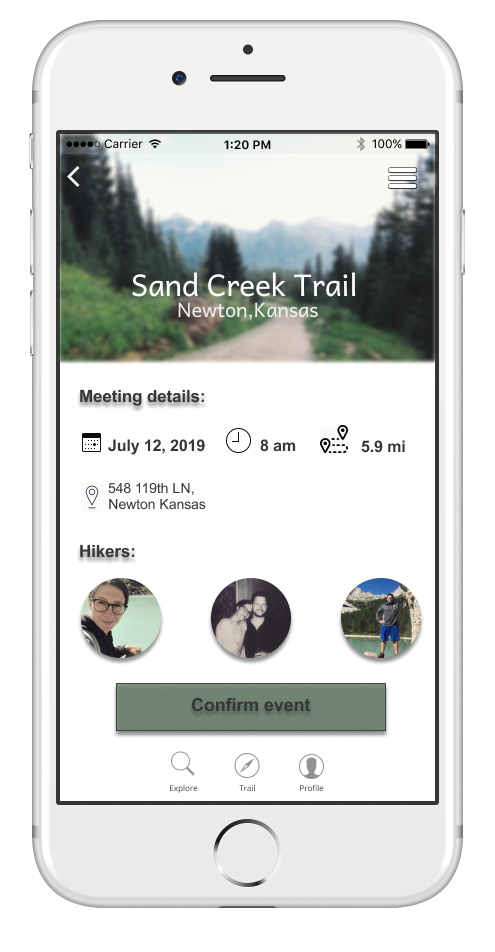 Carrier 1:20 PM 100%
Sand Creek Trail
Newton,Kansas
Meeting details:
July 12, 2019 8 am 5.9 mi
548 119th LN,
Newton Kansas
Hikers:
Confirm event
Explore Trail Profile